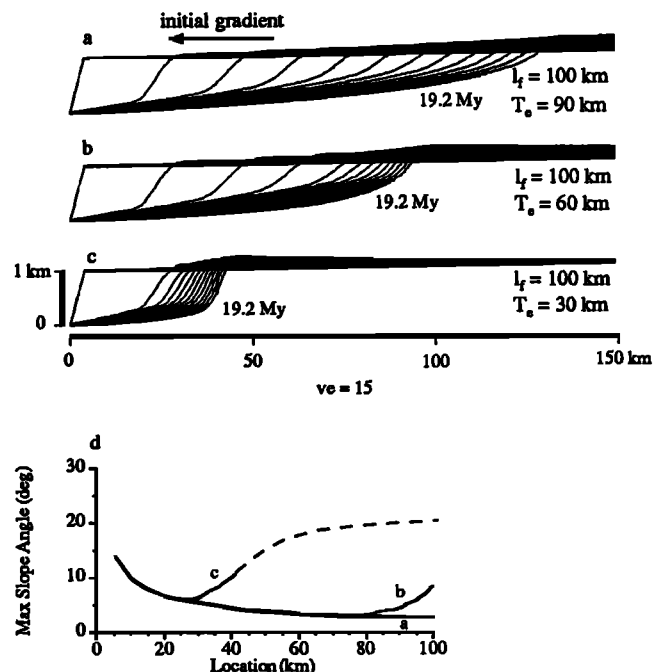 initial gradient
a
l_f = 100 km
T_e = 90 km
19.2 My
b
l_f = 100 km
T_e = 60 km
19.2 My
c
1 km
0
l_f = 100 km
T_e = 30 km
19.2 My
0 50 100 150 km
ve = 15
d
Max Slope Angle (deg)
30
20
10
0
c
b
a
0 20 40 60 80 100
Location (km)